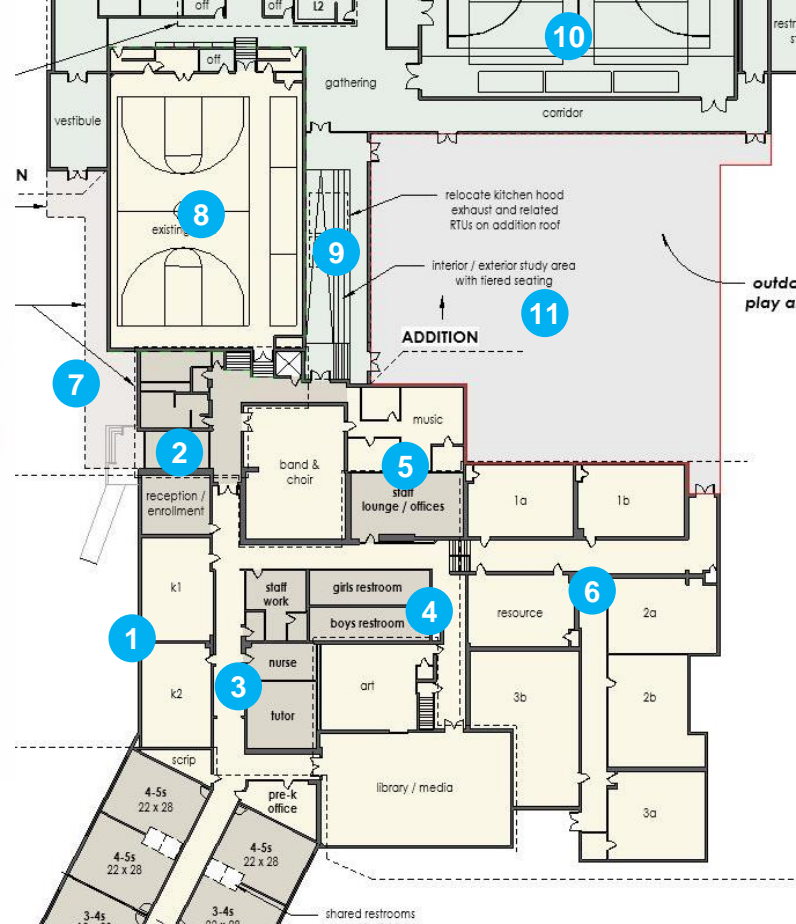 off
off
L2
10
restr
s
off
gathering
corridor
vestibule
N
8
existing
relocate kitchen hood
exhaust and related
RTUs on addition roof
9
interior / exterior study area
with tiered seating
11
outdo
play a
ADDITION
7
music
2
5
band &
choir
staff
lounge / offices
reception /
enrollment
1a
1b
k1
staff
work
girls restroom
boys restroom
4
6
resource
2a
1
nurse
3
tutor
art
k2
3b
2b
scrip
library / media
4-5s
22 x 28
pre-k
office
3a
4-5s
22 x 28
4-5s
22 x 28
3-4s
3-4s
shared restrooms